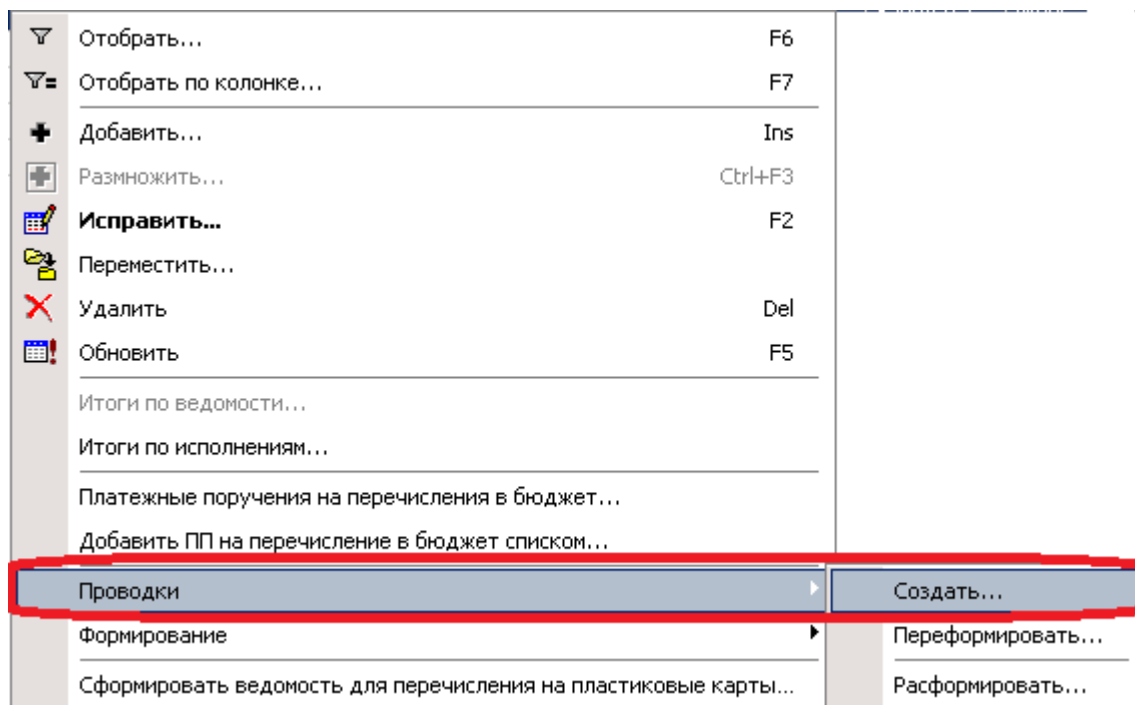 Отобрать... F6
Отобрать по колонке... F7
Добавить... Ins
Размножить... Ctrl+F3
Исправить... F2
Переместить...
Удалить Del
Обновить F5
Итоги по ведомости...
Итоги по исполнениям...
Платежные поручения на перечисления в бюджет...
Добавить ПП на перечисление в бюджет списком...
Проводки Создать...
Формирование Переформировать...
Сформировать ведомость для перечисления на пластиковые карты... Расформировать...